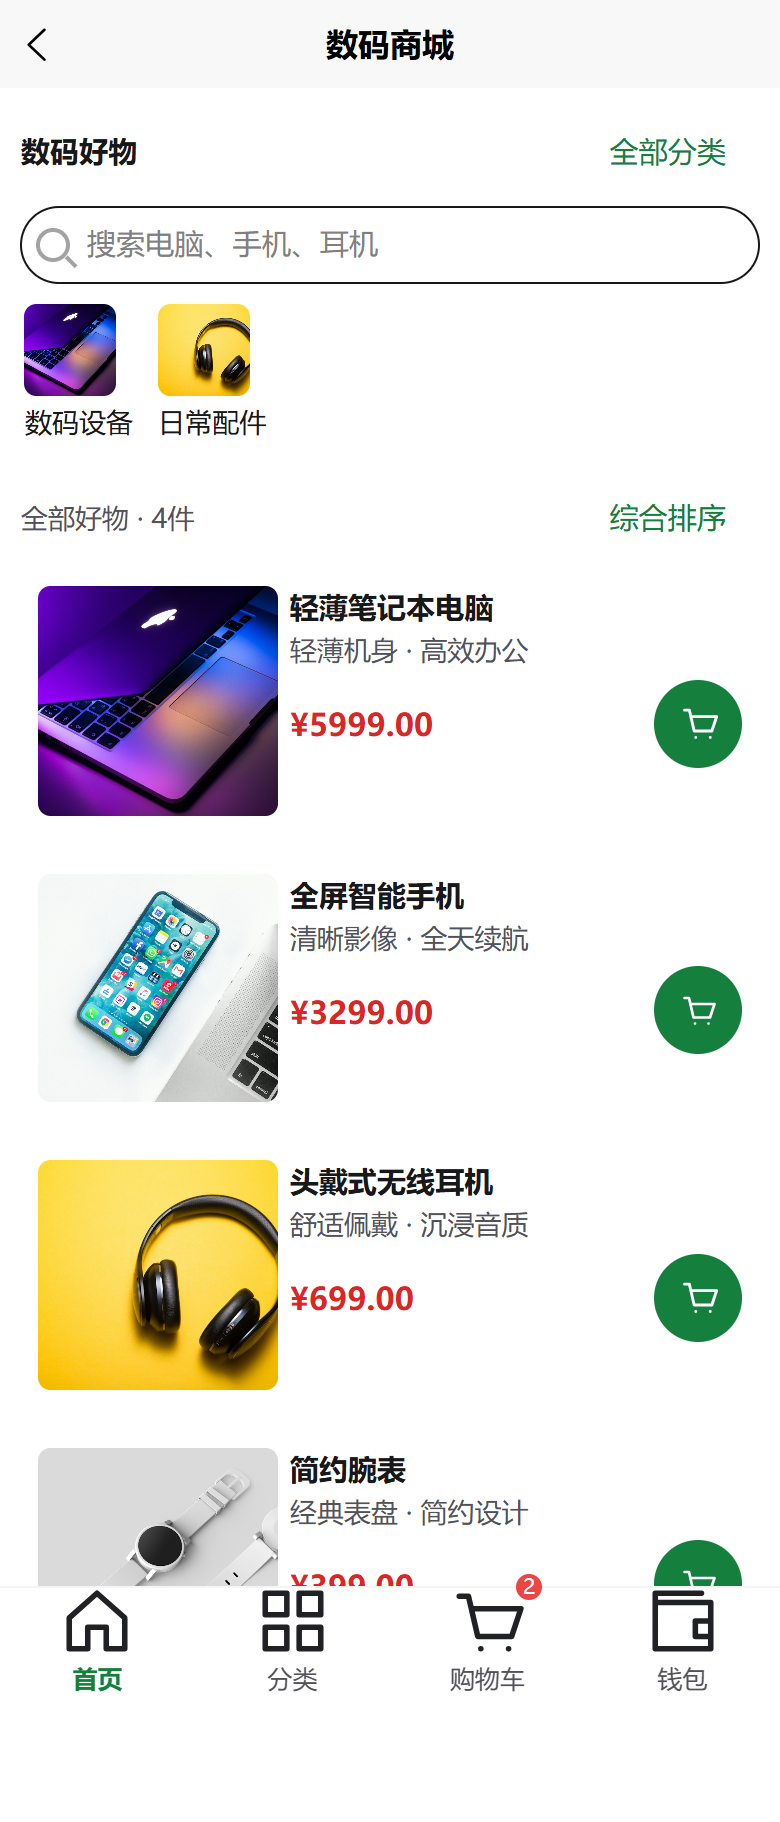 数码商城
数码好物
全部分类
搜索电脑、手机、耳机
数码设备
日常配件
全部好物 · 4件
综合排序
轻薄笔记本电脑
轻薄机身 · 高效办公
¥5999.00
全屏智能手机
清晰影像 · 全天续航
¥3299.00
头戴式无线耳机
舒适佩戴 · 沉浸音质
¥699.00
简约腕表
经典表盘 · 简约设计
¥399.00
2
首页
分类
购物车
钱包